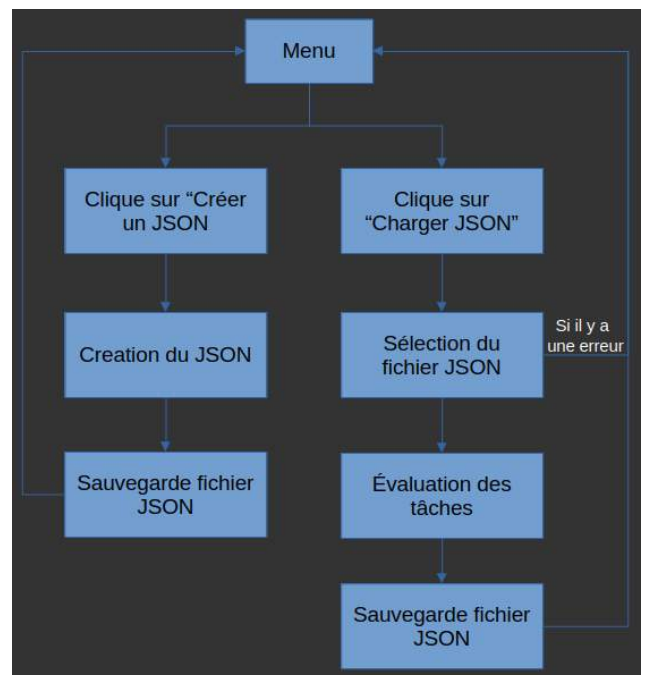 Menu
Clique sur “Créer
un JSON
Clique sur
“Charger JSON”
Creation du JSON
Sélection du
fichier JSON
Si il y a
une erreur
Sauvegarde fichier
JSON
Évaluation des
tâches
Sauvegarde fichier
JSON